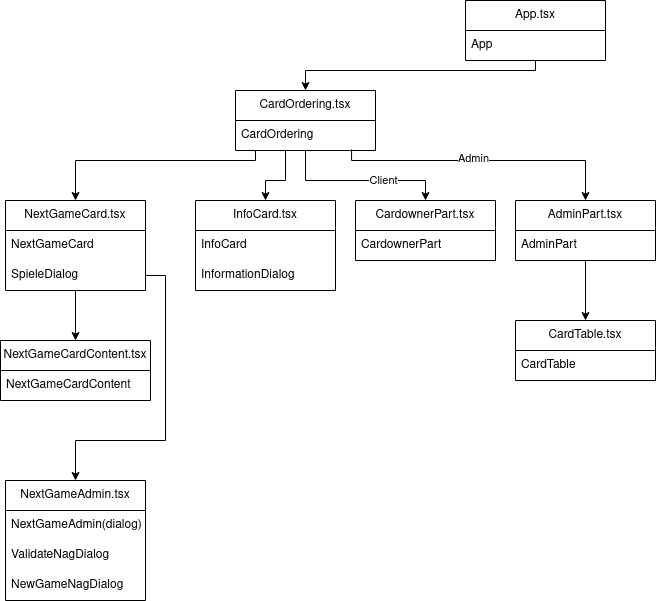 App.tsx
App
CardOrdering.tsx
CardOrdering
Admin
Client
NextGameCard.tsx
NextGameCard
SpieleDialog
InfoCard.tsx
InfoCard
InformationDialog
CardownerPart.tsx
CardownerPart
AdminPart.tsx
AdminPart
NextGameCardContent.tsx
NextGameCardContent
CardTable.tsx
CardTable
NextGameAdmin.tsx
NextGameAdmin(dialog)
ValidateNagDialog
NewGameNagDialog